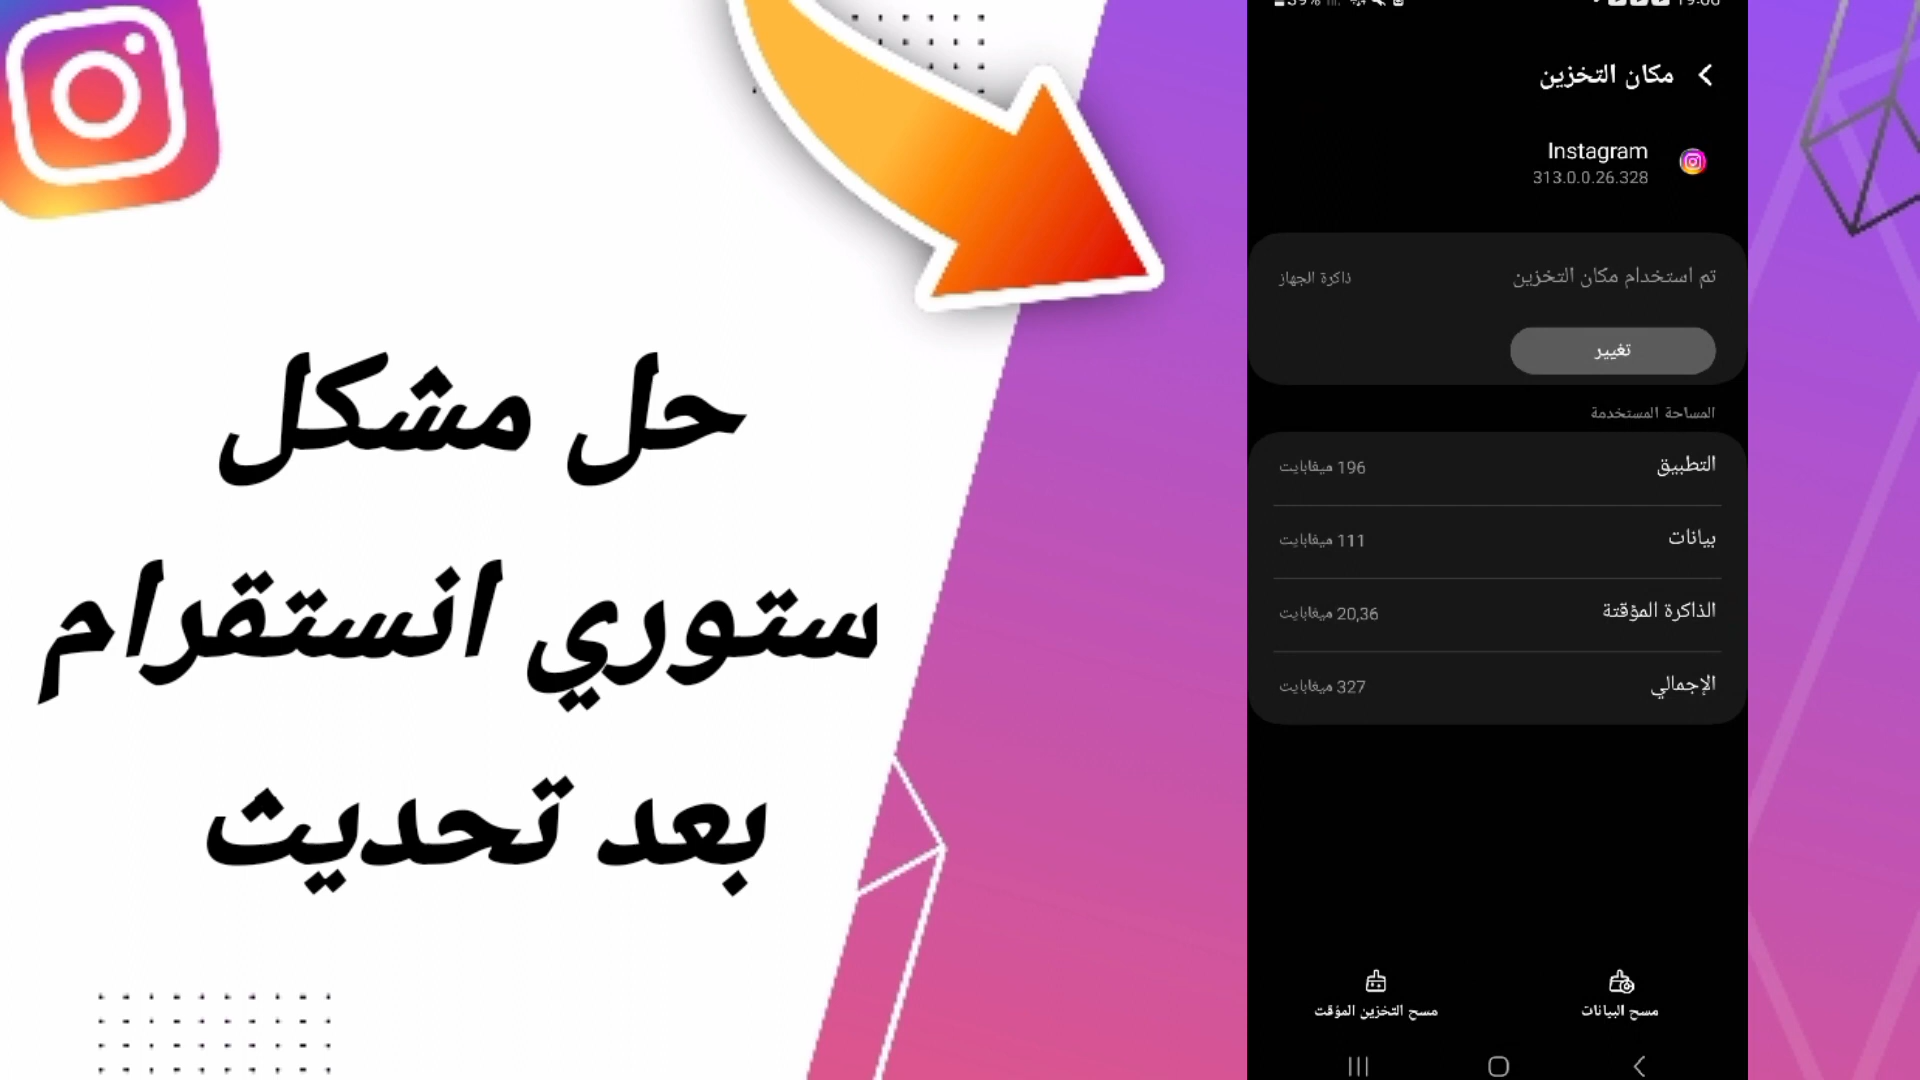 حل مشكل
ستوري انستقرام
بعد تحديث
39%
مكان التخزين
Instagram
313.0.0.26.328
تم استخدام مكان التخزين
ذاكرة الجهاز
تغيير
المساحة المستخدمة
التطبيق
196 ميغابايت
بيانات
111 ميغابايت
الذاكرة المؤقتة
20,36 ميغابايت
الإجمالي
327 ميغابايت
مسح البيانات
مسح التخزين المؤقت